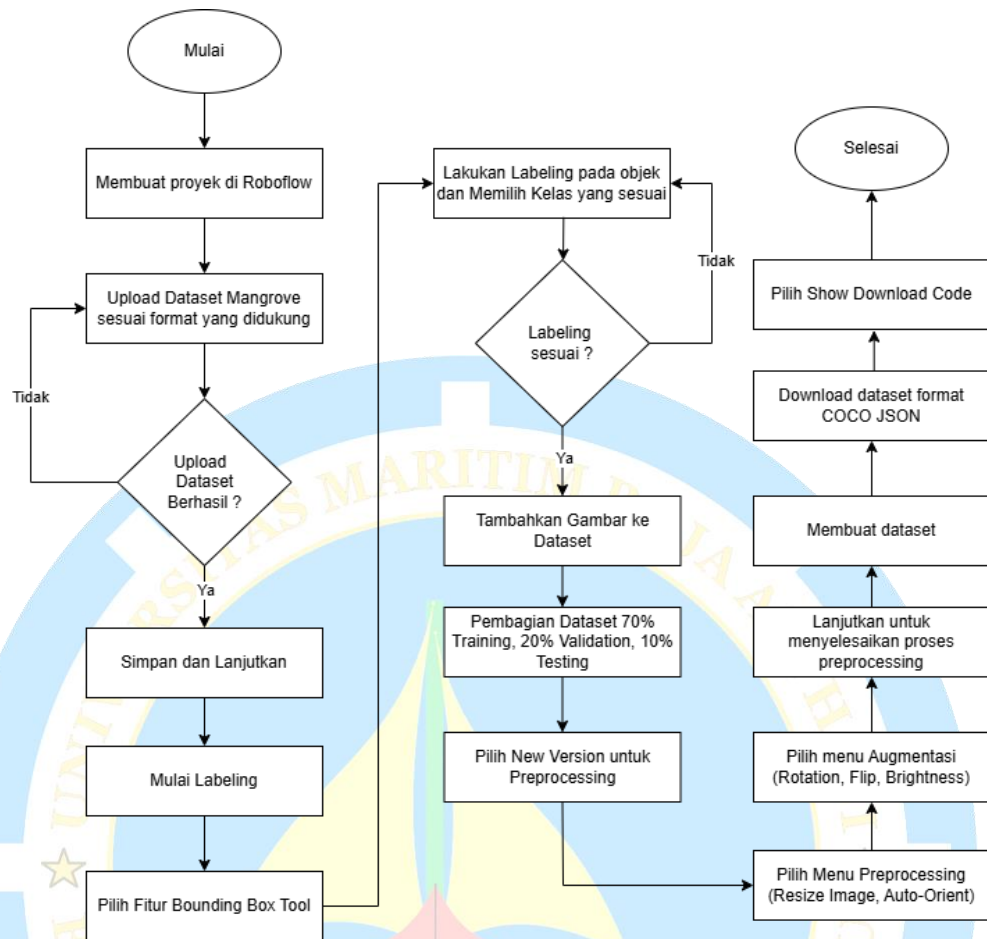 Mulai
Membuat proyek di Roboflow
Upload Dataset Mangrove
sesuai format yang didukung
Tidak
Upload
Dataset
Berhasil ?
Ya
Simpan dan Lanjutkan
Mulai Labeling
Pilih Fitur Bounding Box Tool
Lakukan Labeling pada objek
dan Memilih Kelas yang sesuai
Tidak
Labeling
sesuai ?
Ya
Tambahkan Gambar ke
Dataset
Pembagian Dataset 70%
Training, 20% Validation, 10%
Testing
Pilih New Version untuk
Preprocessing
Pilih Menu Preprocessing
(Resize Image, Auto-Orient)
Pilih menu Augmentasi
(Rotation, Flip, Brightness)
Lanjutkan untuk
menyelesaikan proses
preprocessing
Membuat dataset
Download dataset format
COCO JSON
Pilih Show Download Code
Selesai
MARITIM